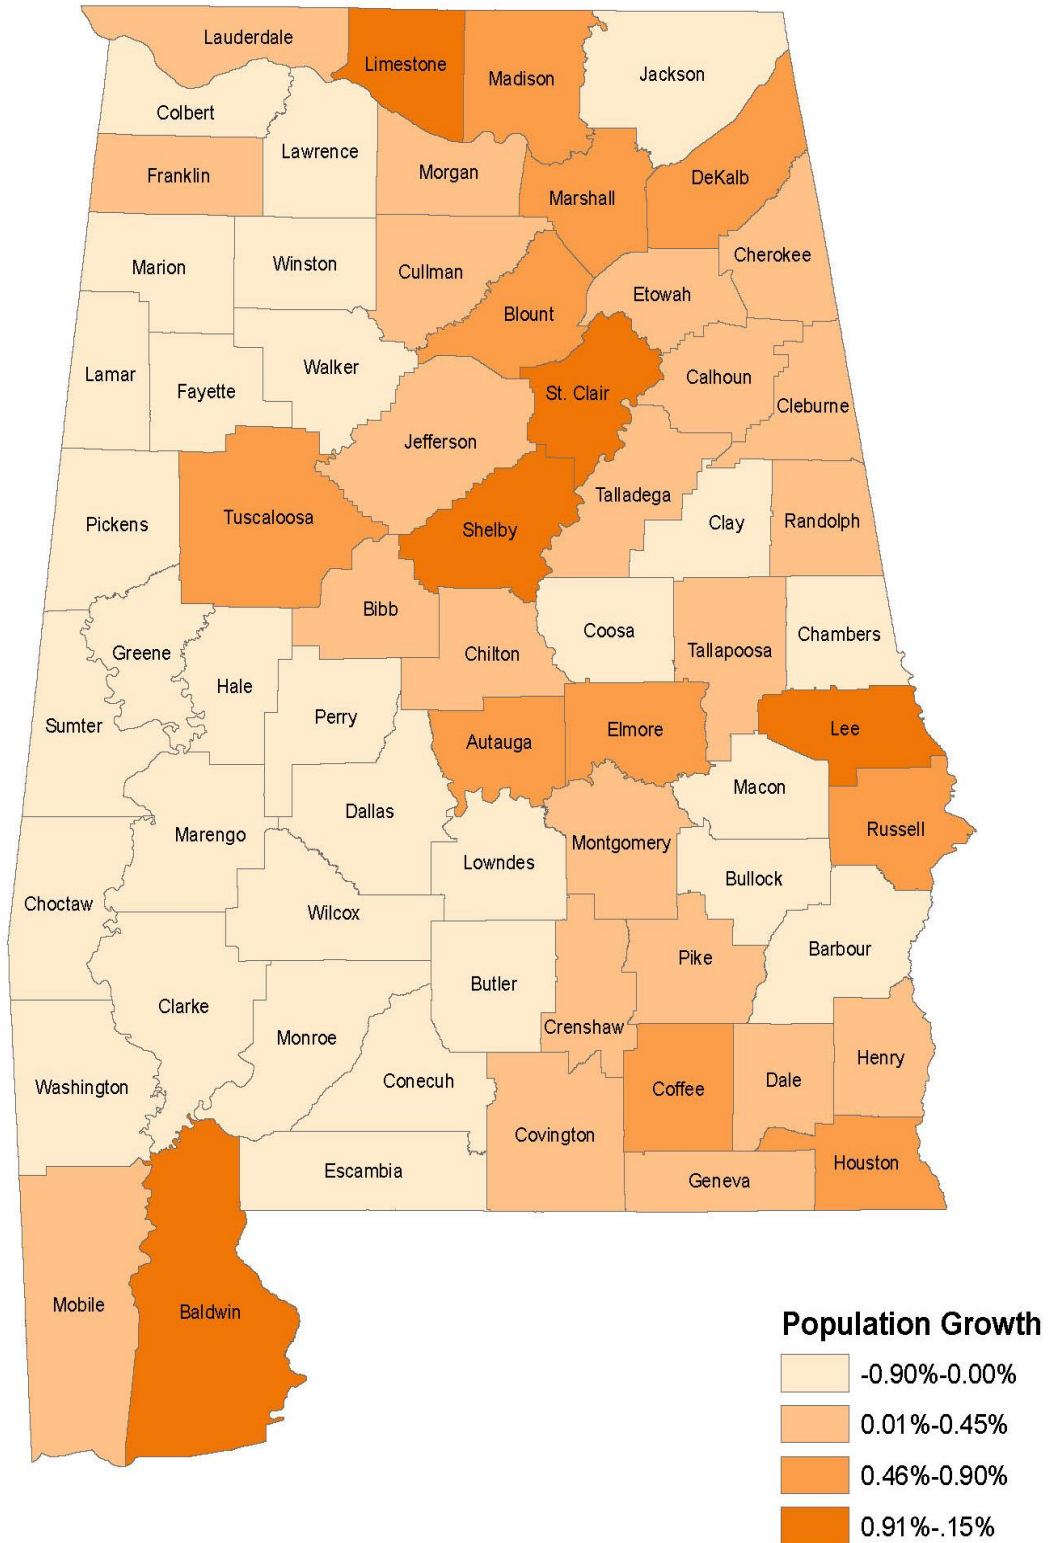 Lauderdale
Limestone
Madison
Jackson
Colbert
Lawrence
Franklin
Morgan
Marshall
DeKalb
Marion
Winston
Cullman
Cherokee
Etowah
Blount
Lamar
Fayette
Walker
St. Clair
Calhoun
Cleburne
Jefferson
Talladega
Pickens
Tuscaloosa
Shelby
Clay
Randolph
Bibb
Coosa
Chambers
Greene
Chilton
Tallapoosa
Hale
Sumter
Perry
Autauga
Elmore
Lee
Macon
Dallas
Marengo
Montgomery
Russell
Lowndes
Bullock
Choctaw
Wilcox
Barbour
Pike
Butler
Clarke
Crenshaw
Monroe
Henry
Washington
Conecuh
Coffee
Dale
Covington
Escambia
Geneva
Houston
Mobile
Baldwin
Population Growth
-0.90%-0.00%
0.01%-0.45%
0.46%-0.90%
0.91%-.15%